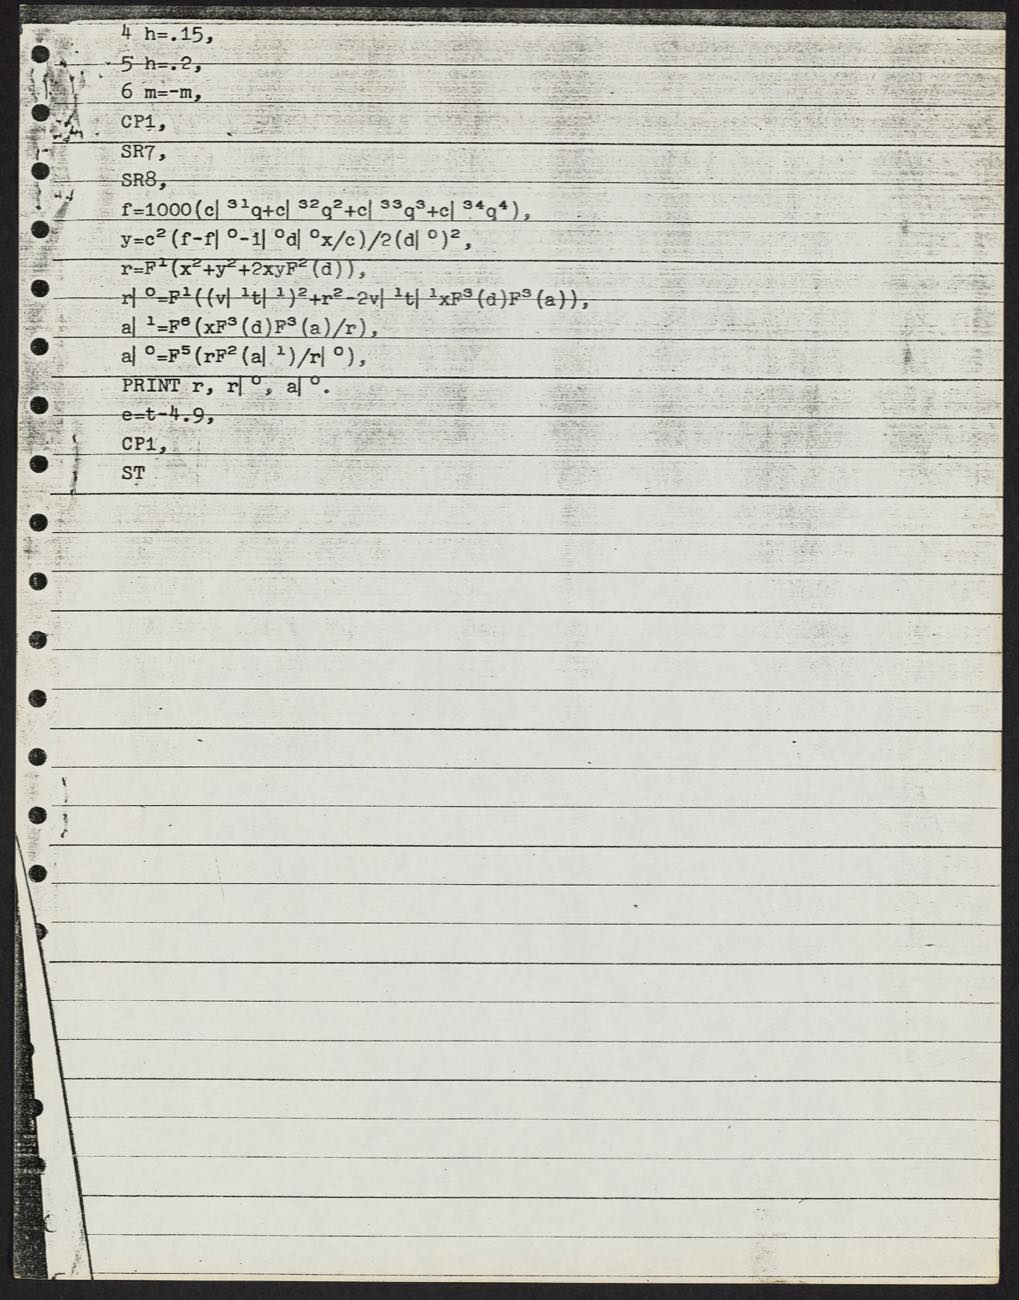 4 h=.15,
5 h=.2,
6 m=-m,
CP1,
SR7,
SR8,
f=1000(c| ³¹q+c| ³²q²+c| ³³q³+c| ³⁴q⁴),
y=c²(f-f| ⁰-i| ⁰d| ⁰x/c)/2(d| ⁰)²,
r=F¹(x²+y²+2xyF²(d)),
r| ⁰=F¹((v| ¹t| ¹)²+r²-2v| ¹t| ¹xF³(d)F³(a)),
a| ¹=F⁶(xF³(d)F³(a)/r),
a| ⁰=F⁵(rF²(a| ¹)/r| ⁰),
PRINT r, r| ⁰, a| ⁰.
e=t-4.9,
CP1,
ST